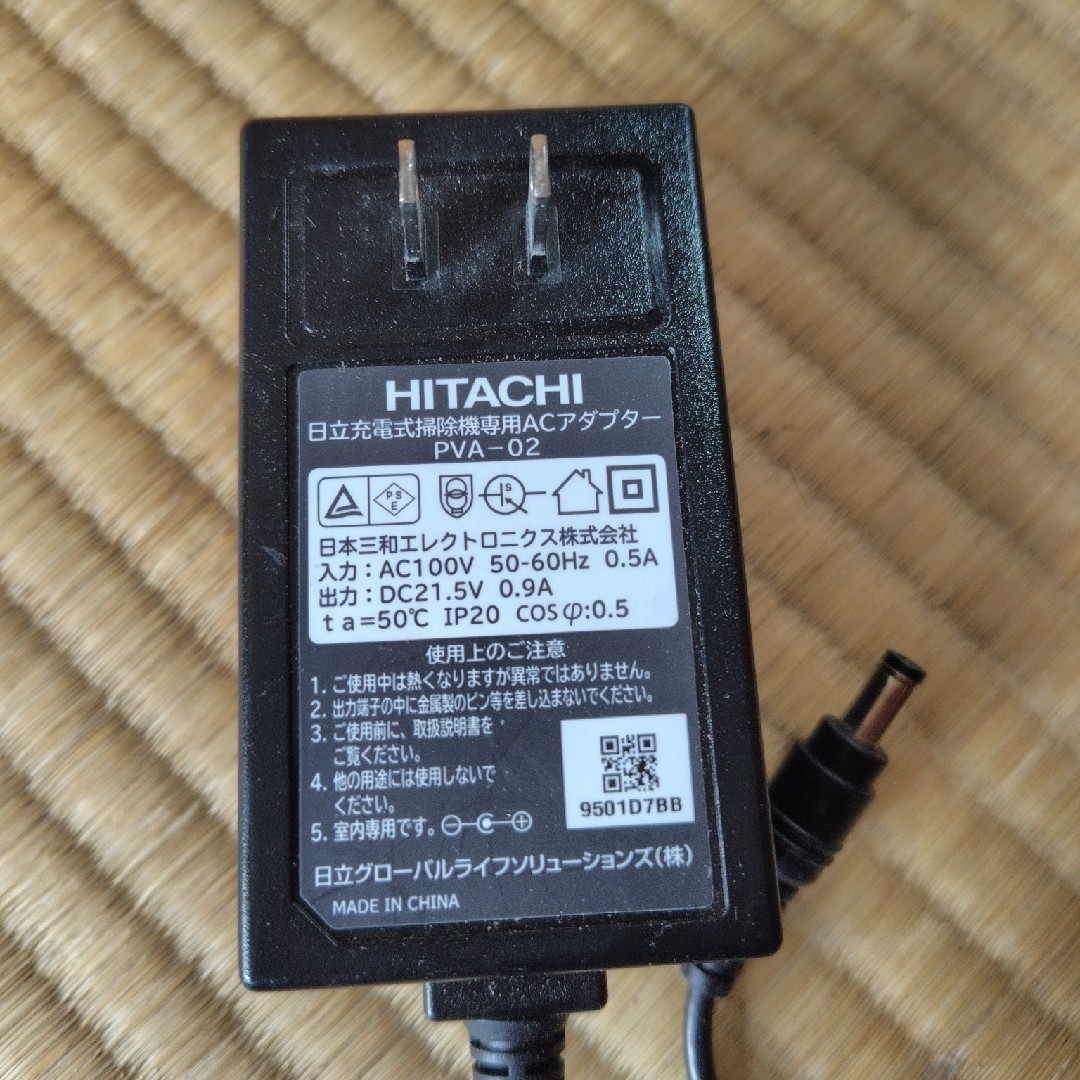 HITACHI
日立充電式掃除機専用ACアダプター
PVA-02
PS
E
S
日本三和エレクトロニクス株式会社
入力：AC100V 50-60Hz 0.5A
出力：DC21.5V 0.9A
ta=50℃ IP20 COSφ:0.5
使用上のご注意
1. ご使用中は熱くなりますが異常ではありません。
2. 出力端子の中に金属製のピン等を差し込まないでください。
3. ご使用前に、取扱説明書を
ご覧ください。
4. 他の用途には使用しないで
ください。
5. 室内専用です。
9501D7BB
日立グローバルライフソリューションズ(株)
MADE IN CHINA